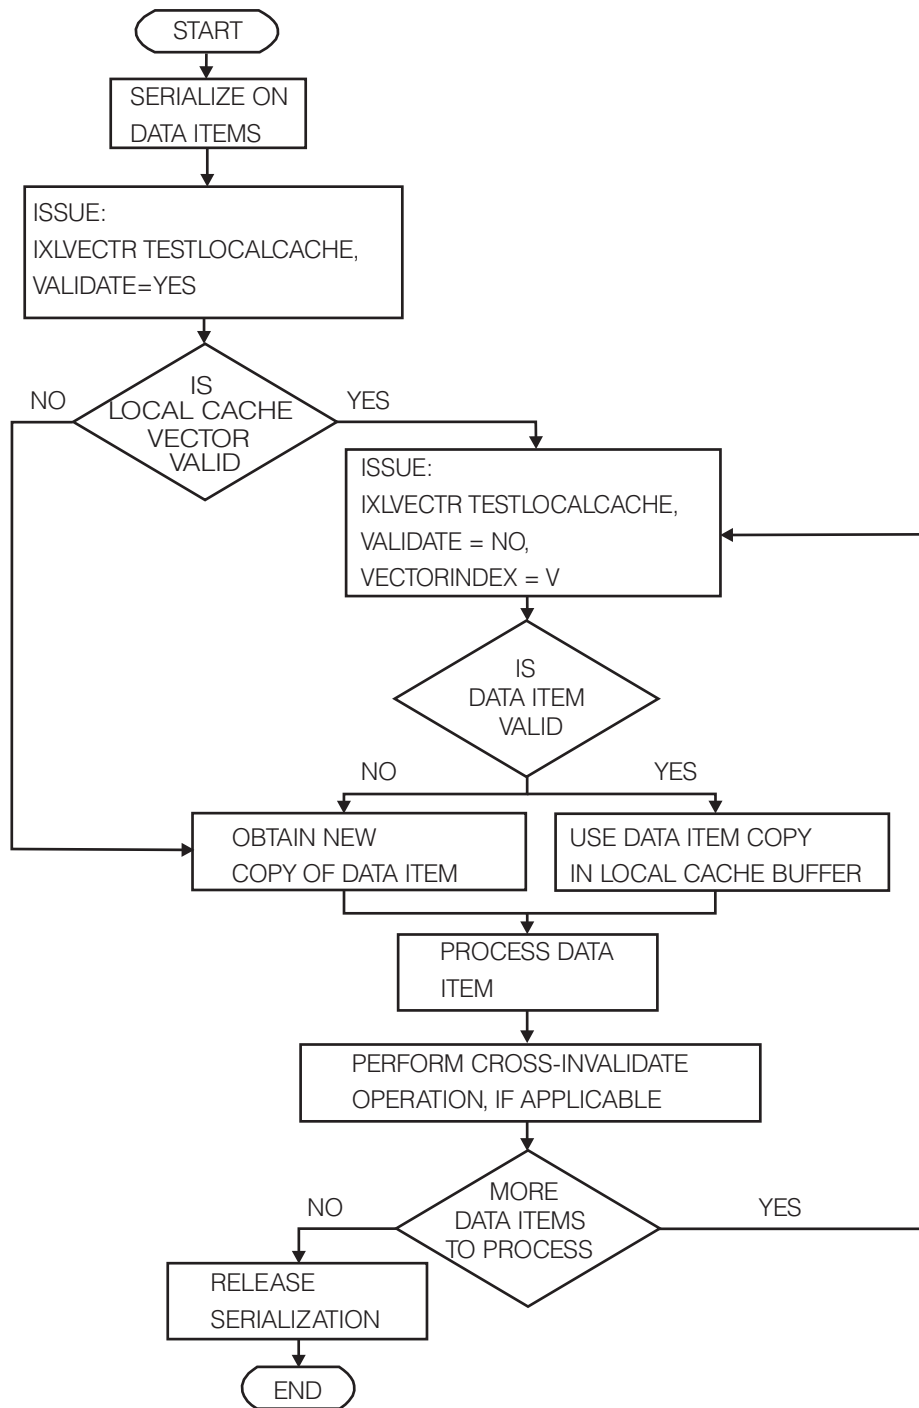 START
SERIALIZE ON
DATA ITEMS
ISSUE:
IXLVECTR TESTLOCALCACHE,
VALIDATE=YES
IS
LOCAL CACHE
VECTOR
VALID
NO
YES
ISSUE:
IXLVECTR TESTLOCALCACHE,
VALIDATE = NO,
VECTORINDEX = V
IS
DATA ITEM
VALID
NO
YES
OBTAIN NEW
COPY OF DATA ITEM
USE DATA ITEM COPY
IN LOCAL CACHE BUFFER
PROCESS DATA
ITEM
PERFORM CROSS-INVALIDATE
OPERATION, IF APPLICABLE
MORE
DATA ITEMS
TO PROCESS
NO
YES
RELEASE
SERIALIZATION
END